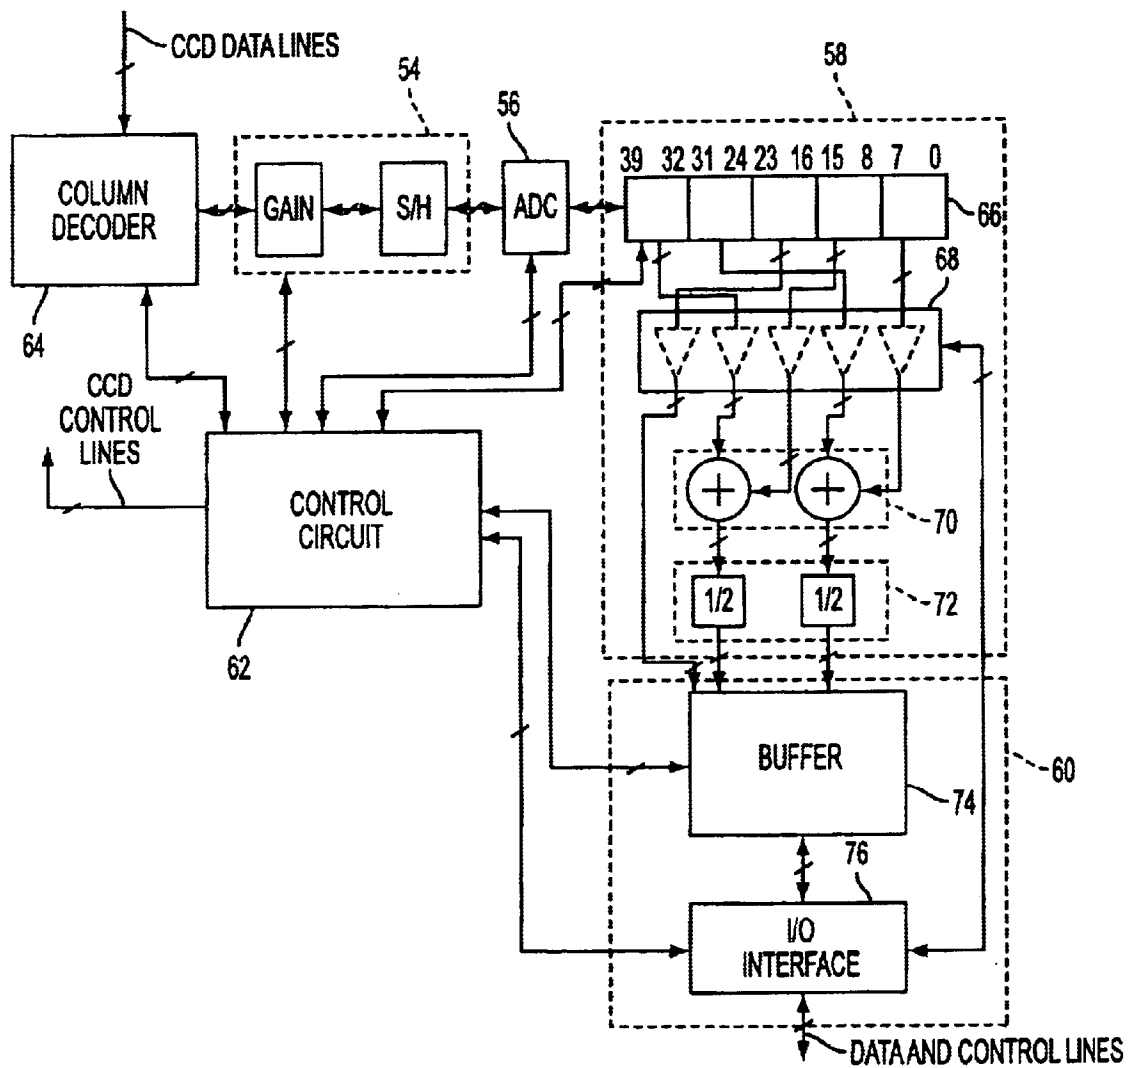 CCD DATA LINES
54
56
58
39 32 31 24 23 16 15 8 7 0
COLUMN
DECODER
GAIN
S/H
ADC
66
68
64
CCD
CONTROL
LINES
CONTROL
CIRCUIT
+ +
70
1/2 1/2
72
62
BUFFER
60
74
76
I/O
INTERFACE
DATA AND CONTROL LINES